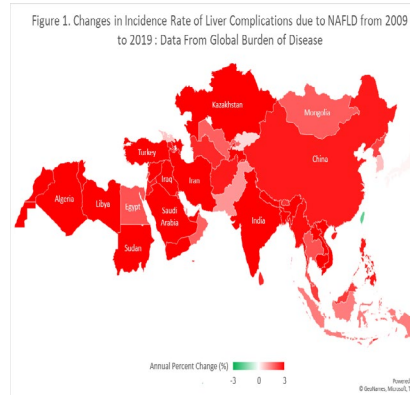 Figure 1. Changes in Incidence Rate of Liver Complications due to NAFLD from 2009
to 2019 : Data From Global Burden of Disease
Kazakhstan
Mongolia
Turkey
China
Iraq
Iran
Algeria
Libya
Egypt
Saudi
Arabia
India
Sudan
Annual Percent Change (%)
-3 0 3
Powered
© GeoNames, Microsoft, T